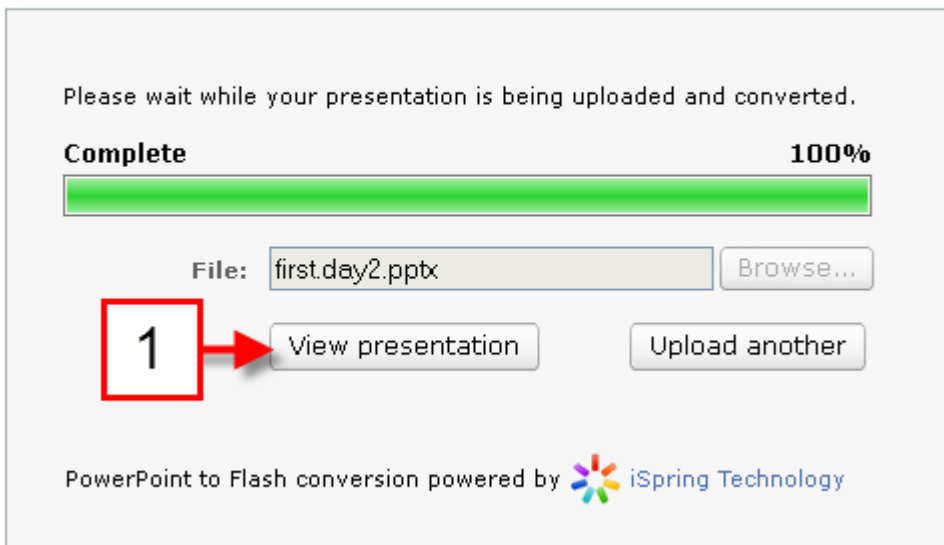 Please wait while your presentation is being uploaded and converted.
Complete 100%
File: first.day2.pptx Browse...
1 View presentation Upload another
PowerPoint to Flash conversion powered by iSpring Technology